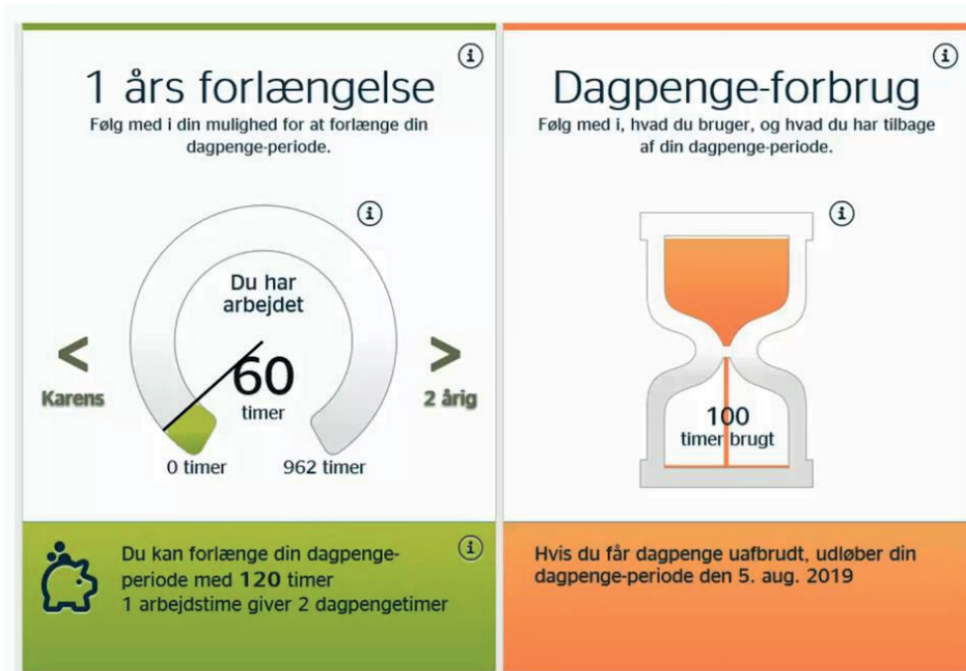 1 års forlængelse
Følg med i din mulighed for at forlænge din
dagpenge-periode.
Du har
arbejdet
60
timer
<
Karens
>
2 årig
0 timer
962 timer
Du kan forlænge din dagpenge-
periode med 120 timer
1 arbejdstime giver 2 dagpengetimer
Dagpenge-forbrug
Følg med i, hvad du bruger, og hvad du har tilbage
af din dagpenge-periode.
100
timer brugt
Hvis du får dagpenge uafbrudt, udløber din
dagpenge-periode den 5. aug. 2019